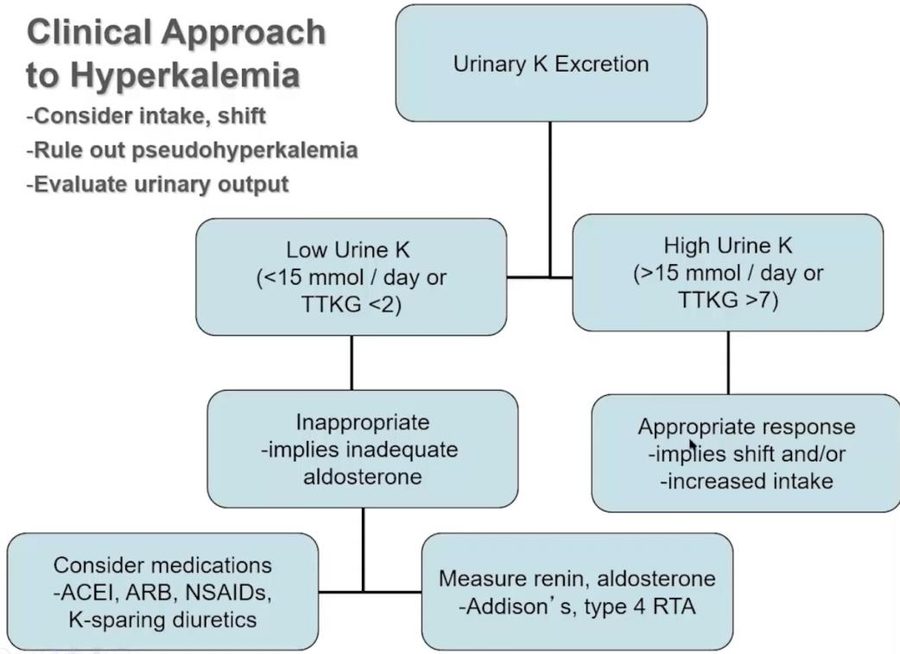 Clinical Approach
to Hyperkalemia
-Consider intake, shift
-Rule out pseudohyperkalemia
-Evaluate urinary output
Urinary K Excretion
Low Urine K
(<15 mmol / day or
TTKG <2)
High Urine K
(>15 mmol / day or
TTKG >7)
Inappropriate
-implies inadequate
aldosterone
Appropriate response
-implies shift and/or
-increased intake
Consider medications
-ACEI, ARB, NSAIDs,
K-sparing diuretics
Measure renin, aldosterone
-Addison’s, type 4 RTA